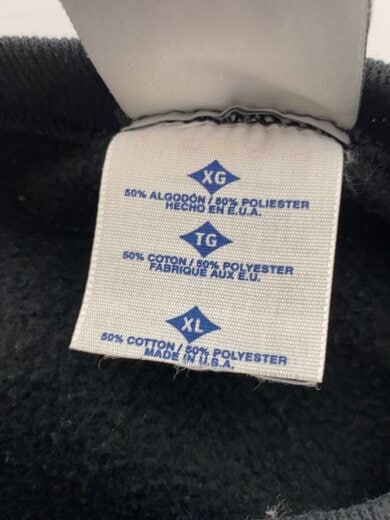 XG
50% ALGODÓN / 50% POLIESTER
HECHO EN E.U.A.
TG
50% COTON / 50% POLYESTER
FABRIQUE AUX E.U.
XL
50% COTTON / 50% POLYESTER
MADE IN U.S.A.